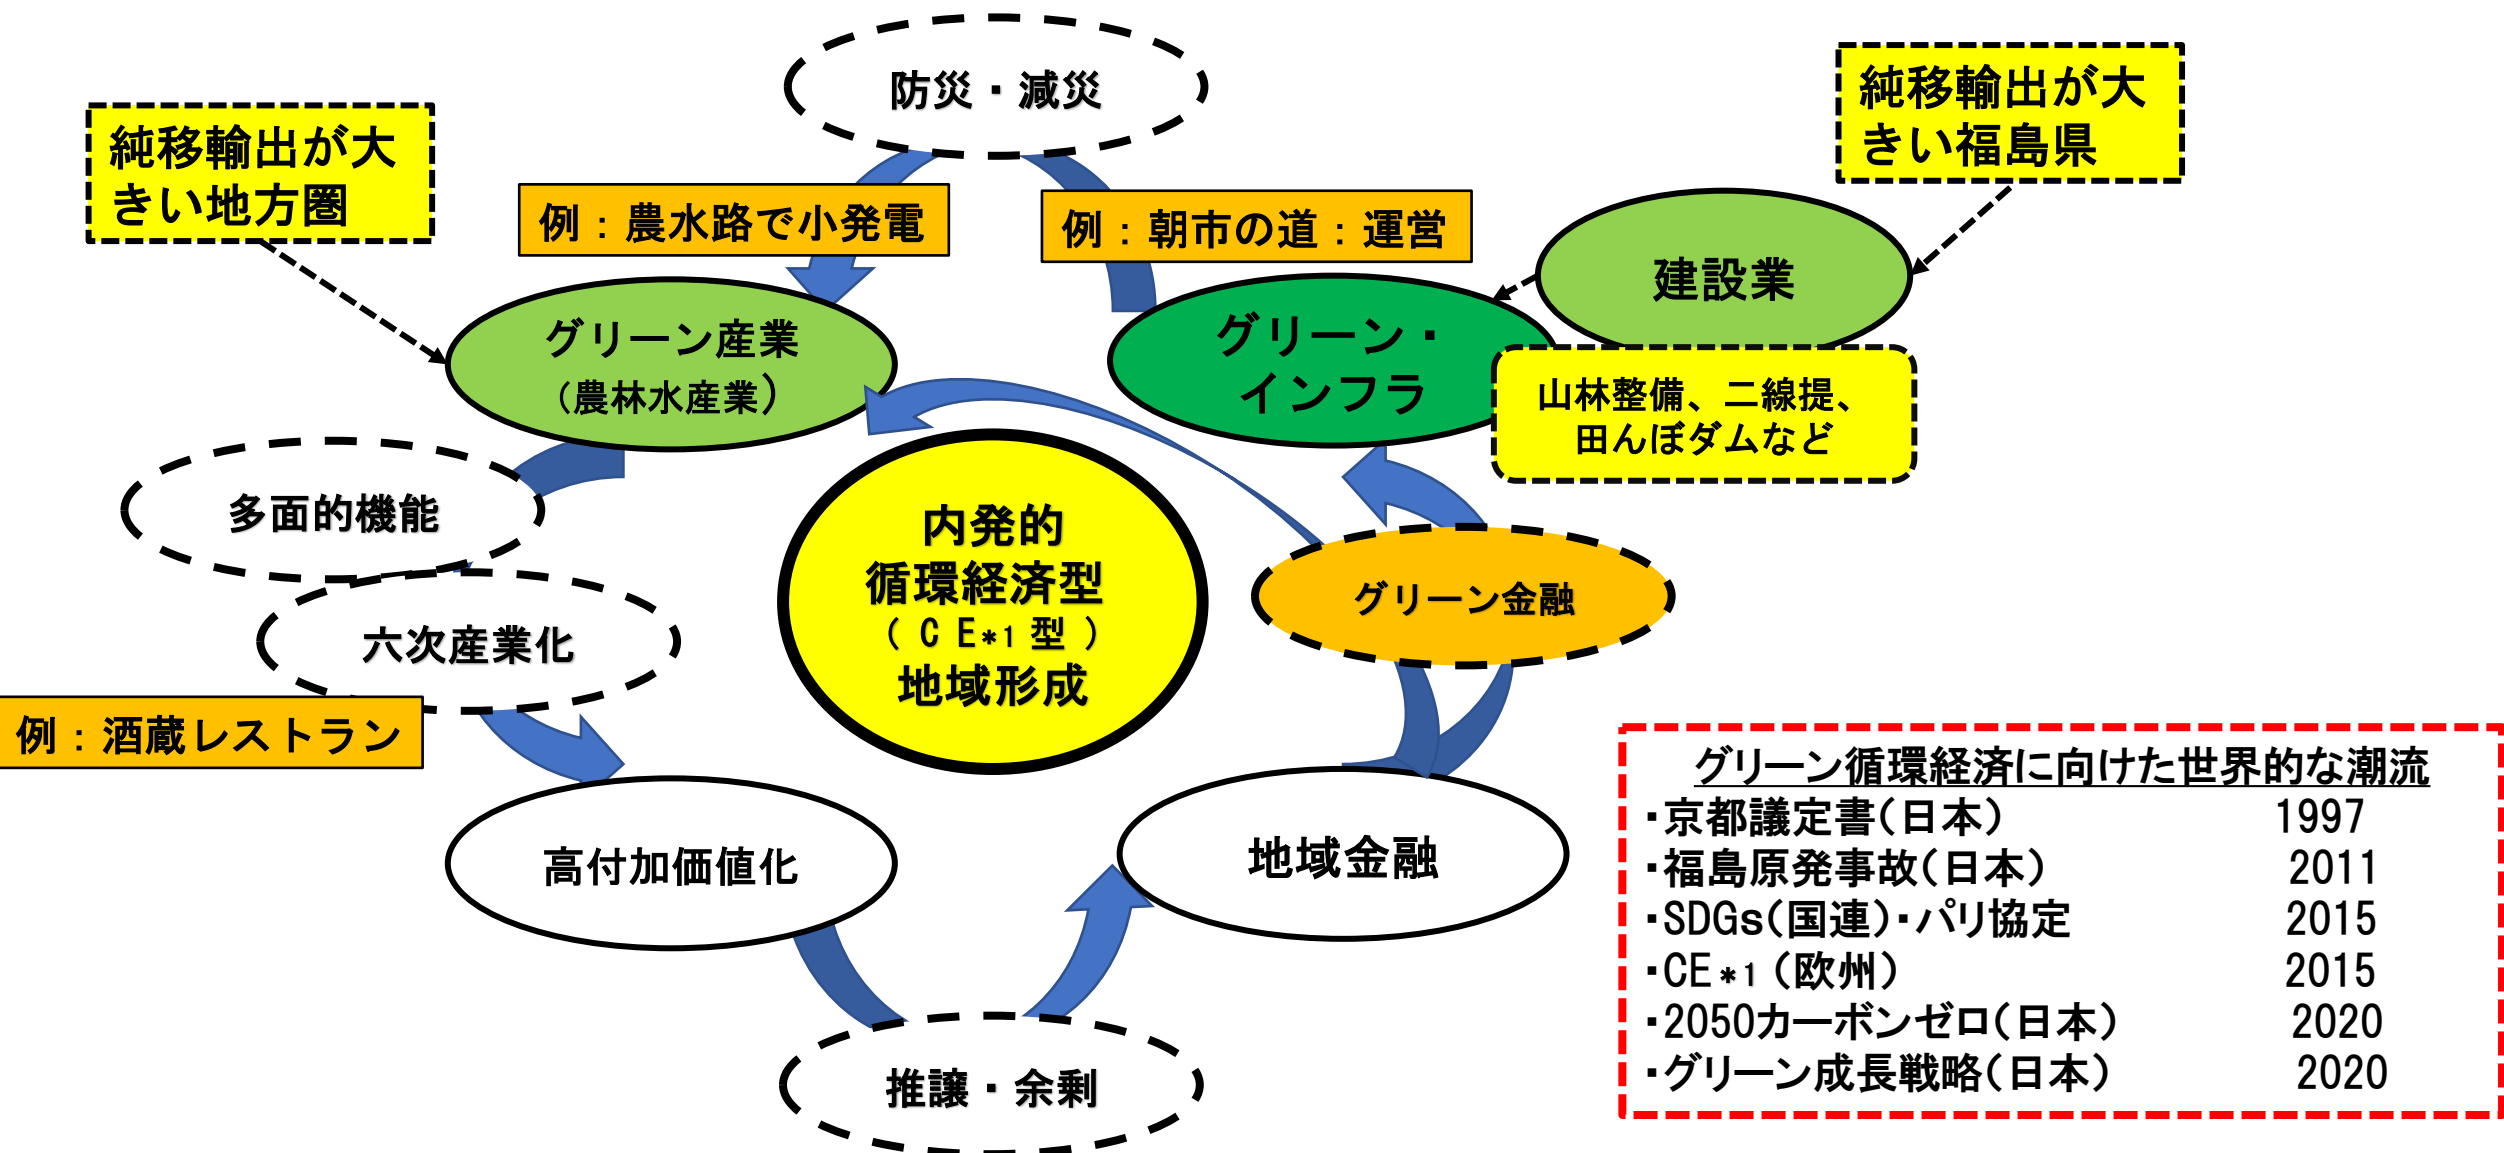 防災・減災
純移輸出が大
きい地方圏
純移輸出が大
きい福島県
例：農水路で小発電
例：朝市の道：運営
建設業
グリーン産業
（農林水産業）
グリーン・
インフラ
山林整備、二線提、
田んぼダムなど
多面的機能
内発的
循環経済型
（ＣＥ*1型）
地域形成
グリーン金融
六次産業化
例：酒蔵レストラン
高付加価値化
地域金融
推譲・余剰
グリーン循環経済に向けた世界的な潮流
・京都議定書（日本） 1997
・福島原発事故（日本） 2011
・SDGs（国連）・パリ協定 2015
・CE*1（欧州） 2015
・2050カーボンゼロ（日本） 2020
・グリーン成長戦略（日本） 2020